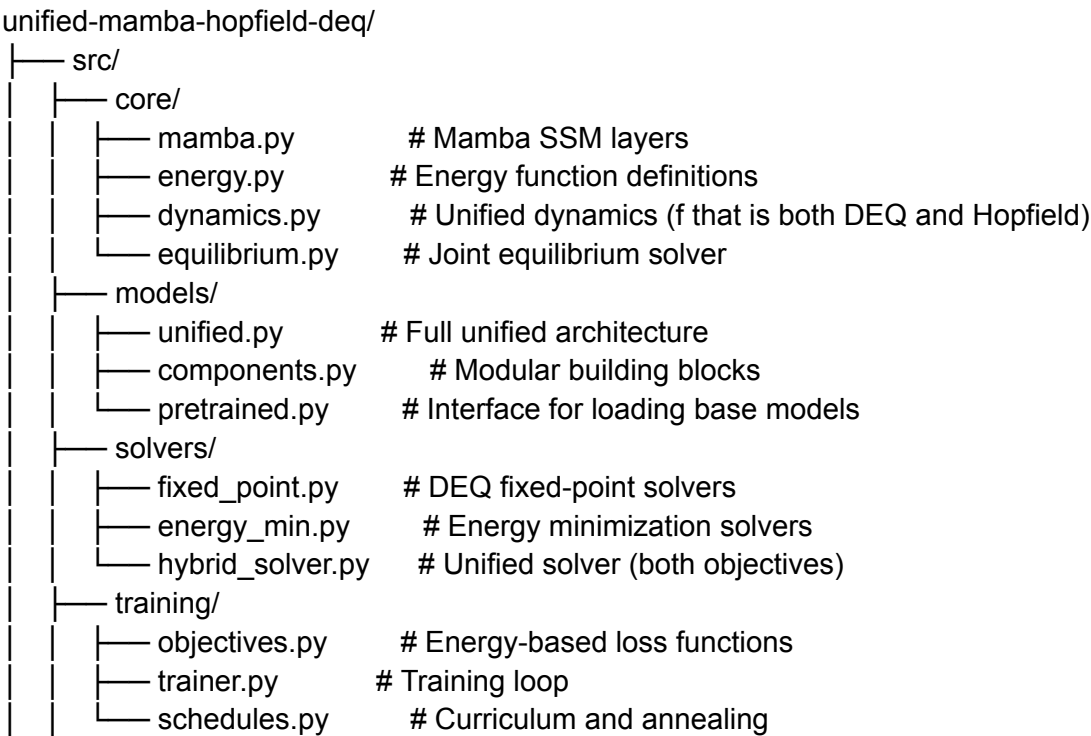 unified-mamba-hopfield-deq/
├── src/
│ ├── core/
│ │ ├── mamba.py # Mamba SSM layers
│ │ ├── energy.py # Energy function definitions
│ │ ├── dynamics.py # Unified dynamics (f that is both DEQ and Hopfield)
│ │ └── equilibrium.py # Joint equilibrium solver
│ ├── models/
│ │ ├── unified.py # Full unified architecture
│ │ ├── components.py # Modular building blocks
│ │ └── pretrained.py # Interface for loading base models
│ ├── solvers/
│ │ ├── fixed_point.py # DEQ fixed-point solvers
│ │ ├── energy_min.py # Energy minimization solvers
│ │ └── hybrid_solver.py # Unified solver (both objectives)
│ ├── training/
│ │ ├── objectives.py # Energy-based loss functions
│ │ ├── trainer.py # Training loop
│ │ └── schedules.py # Curriculum and annealing